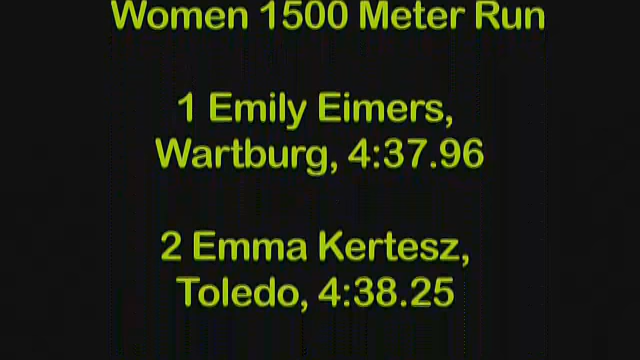 Women 1500 Meter Run
1 Emily Eimers,
Wartburg, 4:37.96
2 Emma Kertesz,
Toledo, 4:38.25